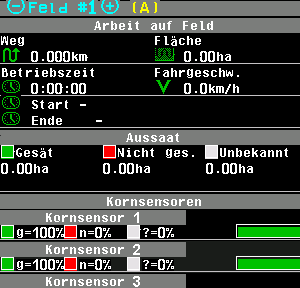 Feld #1 (A)
Arbeit auf Feld
Weg Fläche
0.000km 0.00ha
Betriebszeit Fahrgeschw.
0:00:00 0.0km/h
Start -
Ende -
Aussaat
Gesät Nicht ges. Unbekannt
0.00ha 0.00ha 0.00ha
Kornsensoren
Kornsensor 1
g=100% n=0% ?=0%
Kornsensor 2
g=100% n=0% ?=0%
Kornsensor 3